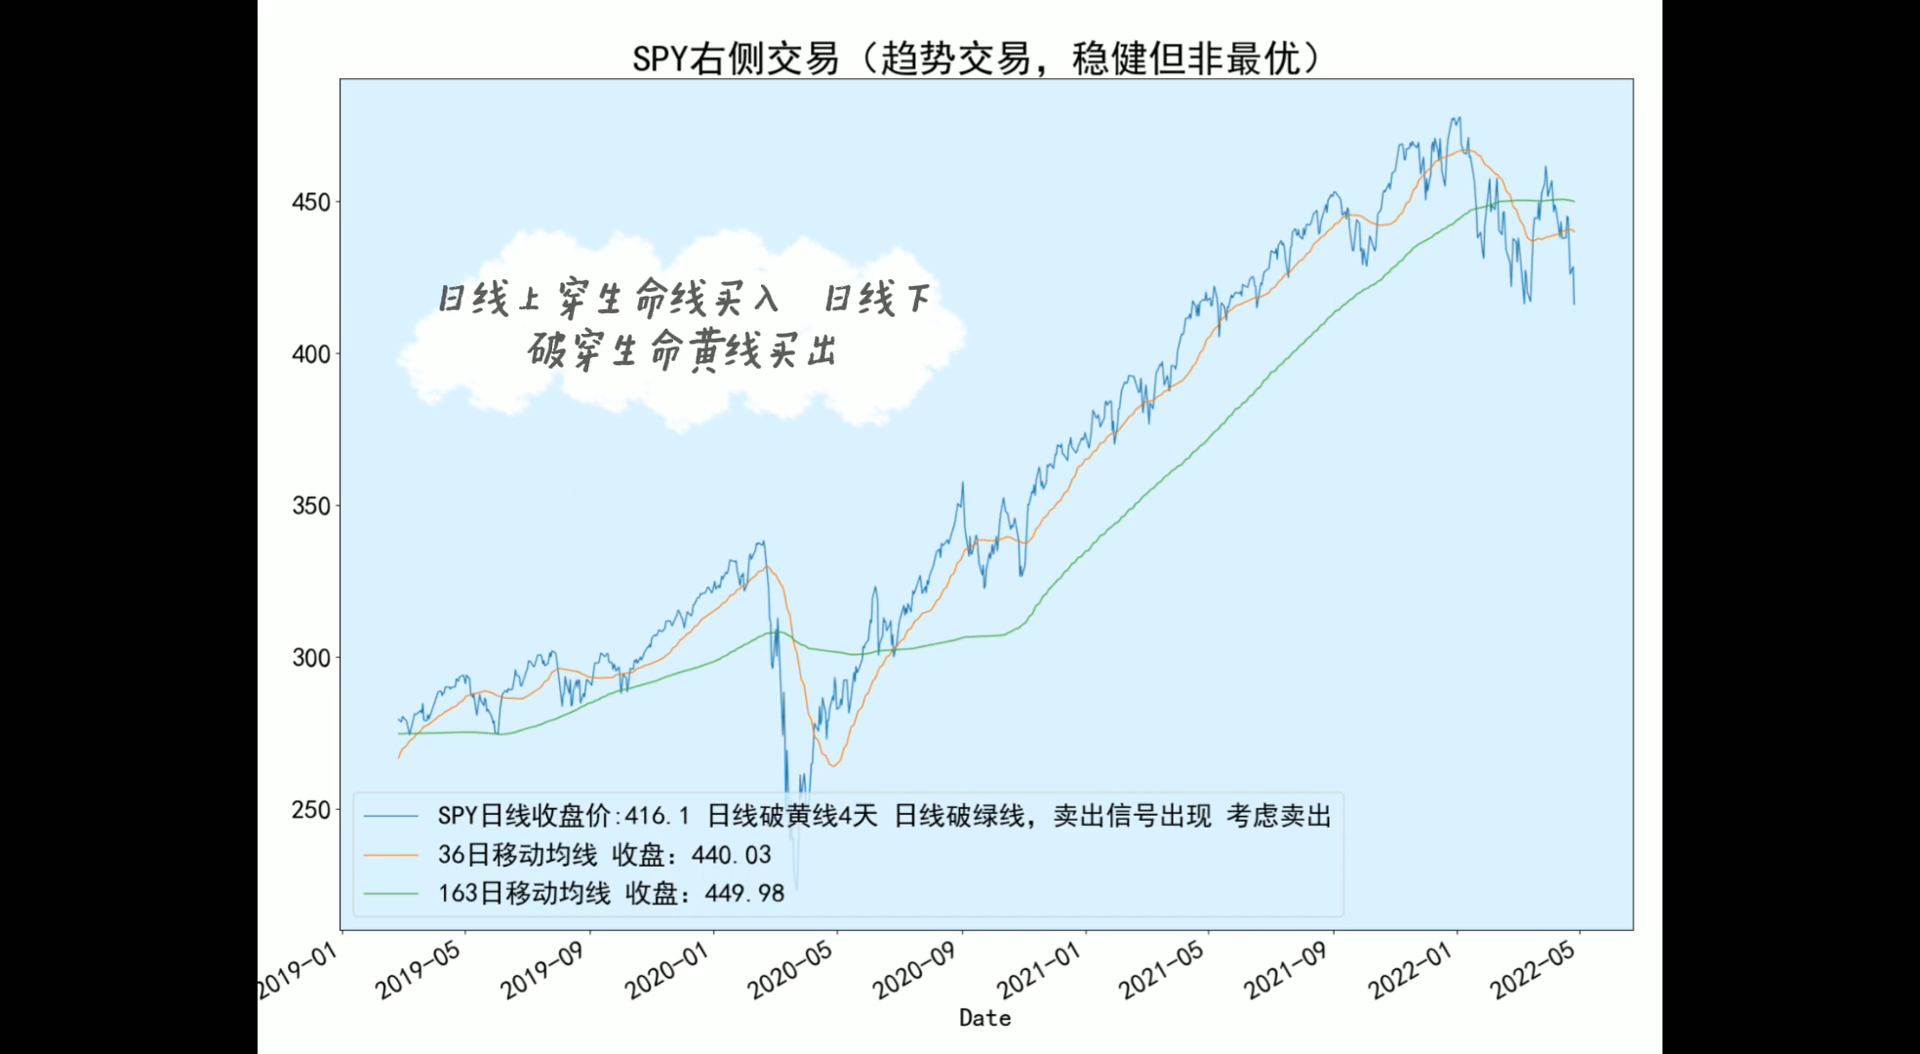 SPY右侧交易（趋势交易，稳健但非最优）
日线上穿生命线买入 日线下
破穿生命黄线买出
450
400
350
300
250
SPY日线收盘价:416.1 日线破黄线4天 日线破绿线，卖出信号出现 考虑卖出
36日移动均线 收盘：440.03
163日移动均线 收盘：449.98
2019-01 2019-05 2019-09 2020-01 2020-05 2020-09 2021-01 2021-05 2021-09 2022-01 2022-05
Date